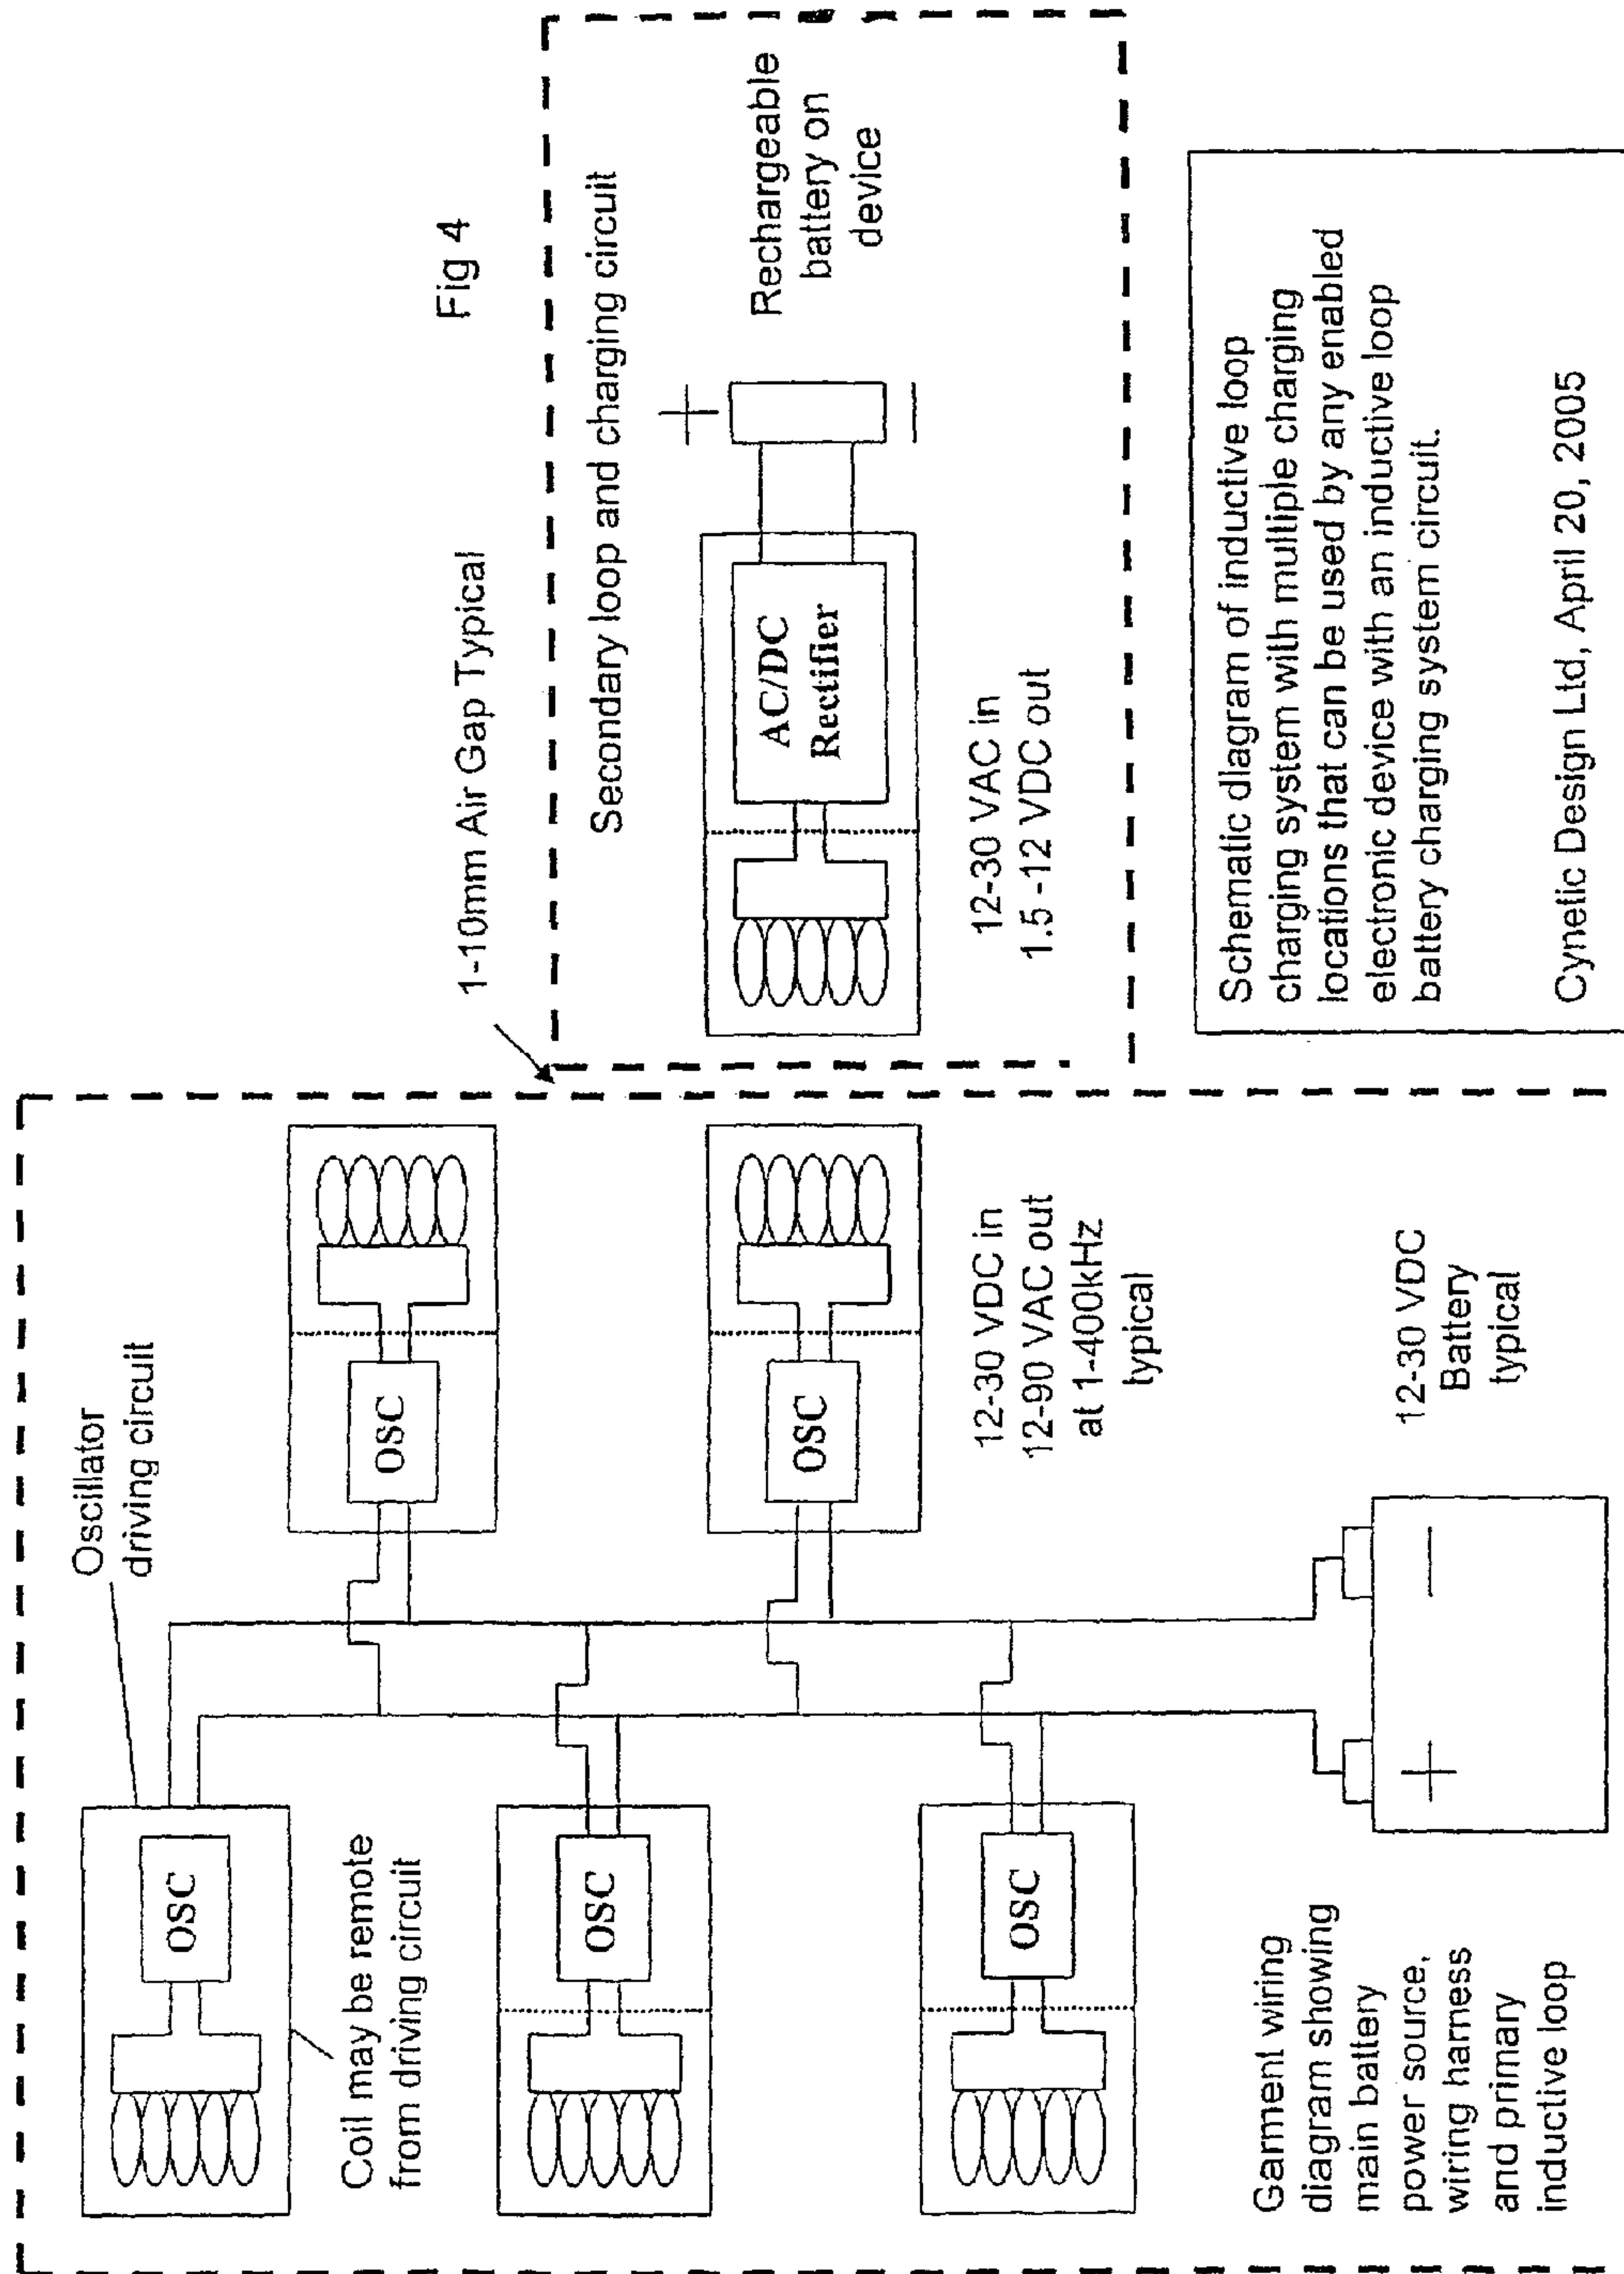 Fig 4
1-10mm Air Gap Typical
Oscillator
driving circuit
OSC
Coil may be remote
from driving circuit
OSC
OSC
OSC
OSC
12-30 VDC in
12-90 VAC out
at 1-400kHz
typical
12-30 VDC
Battery
typical
+
−
Garment wiring
diagram showing
main battery
power source,
wiring harness
and primary
inductive loop
Secondary loop and charging circuit
AC/DC
Rectifier
+
−
Rechargeable
battery on
device
12-30 VAC in
1.5 -12 VDC out
Schematic diagram of inductive loop
charging system with multiple charging
locations that can be used by any enabled
electronic device with an inductive loop
battery charging system circuit.
Cynetic Design Ltd, April 20, 2005